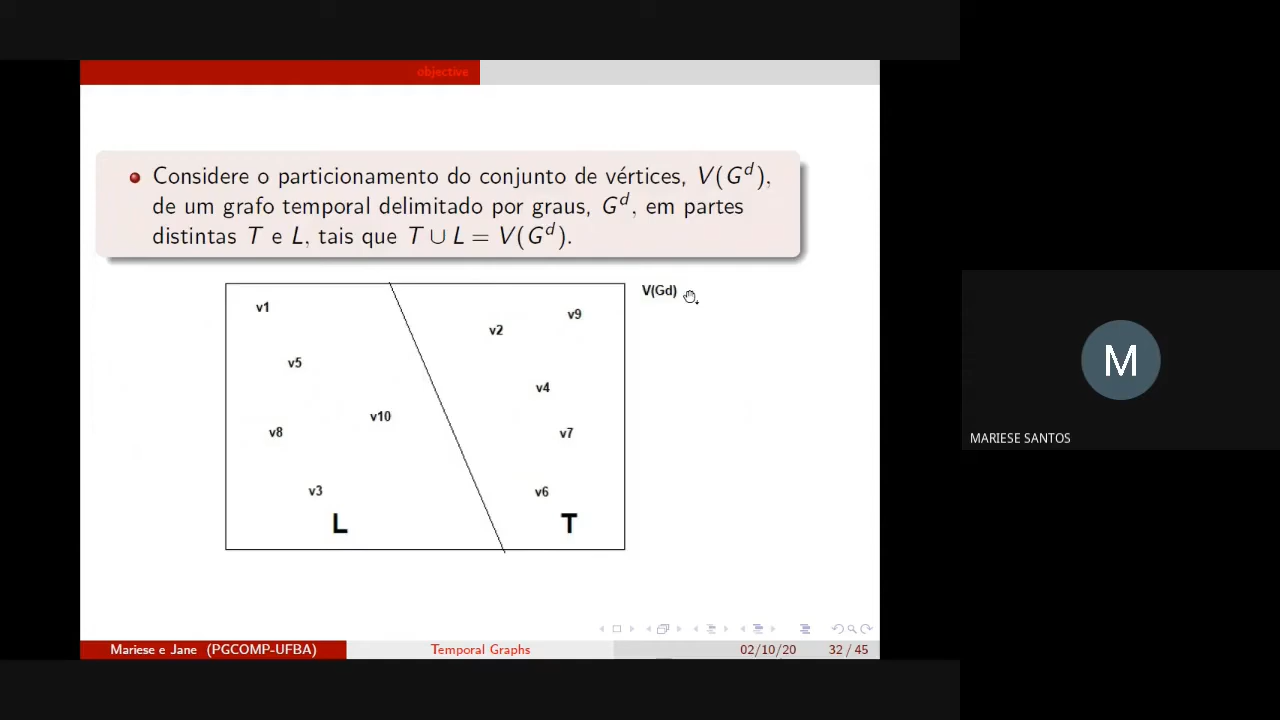 objective
Considere o particionamento do conjunto de vértices, V(G^d),
de um grafo temporal delimitado por graus, G^d, em partes
distintas T e L, tais que T ∪ L = V(G^d).
V(Gd)
v1
v9
v2
v5
v4
v10
v8
v7
v3
v6
L
T
M
MARIESE SANTOS
Mariese e Jane (PGCOMP-UFBA)
Temporal Graphs
02/10/20
32 / 45